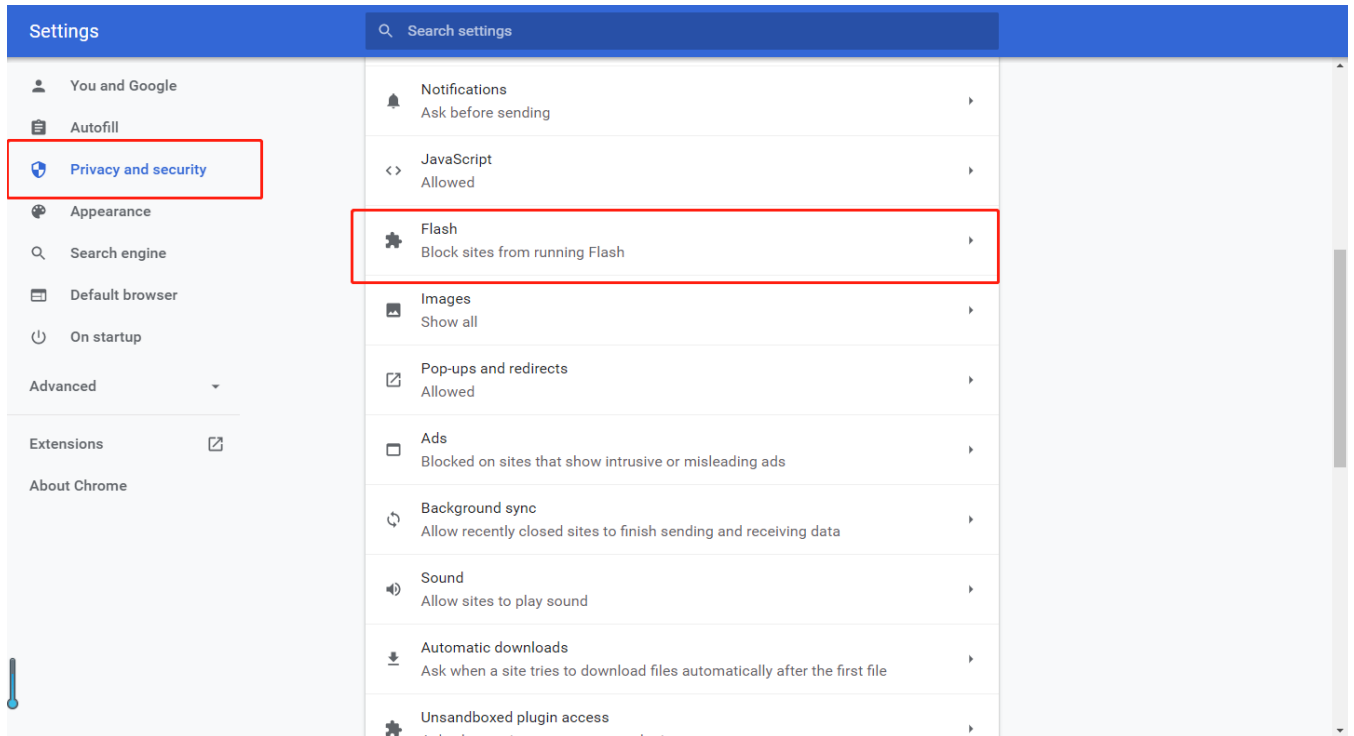 Settings
Search settings
You and Google
Autofill
Privacy and security
Appearance
Search engine
Default browser
On startup
Advanced
Extensions
About Chrome
Notifications
Ask before sending
JavaScript
Allowed
Flash
Block sites from running Flash
Images
Show all
Pop-ups and redirects
Allowed
Ads
Blocked on sites that show intrusive or misleading ads
Background sync
Allow recently closed sites to finish sending and receiving data
Sound
Allow sites to play sound
Automatic downloads
Ask when a site tries to download files automatically after the first file
Unsandboxed plugin access